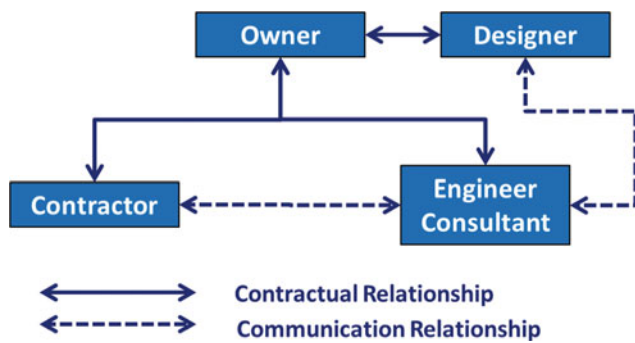 Owner
Designer
Contractor
Engineer
Consultant
Contractual Relationship
Communication Relationship